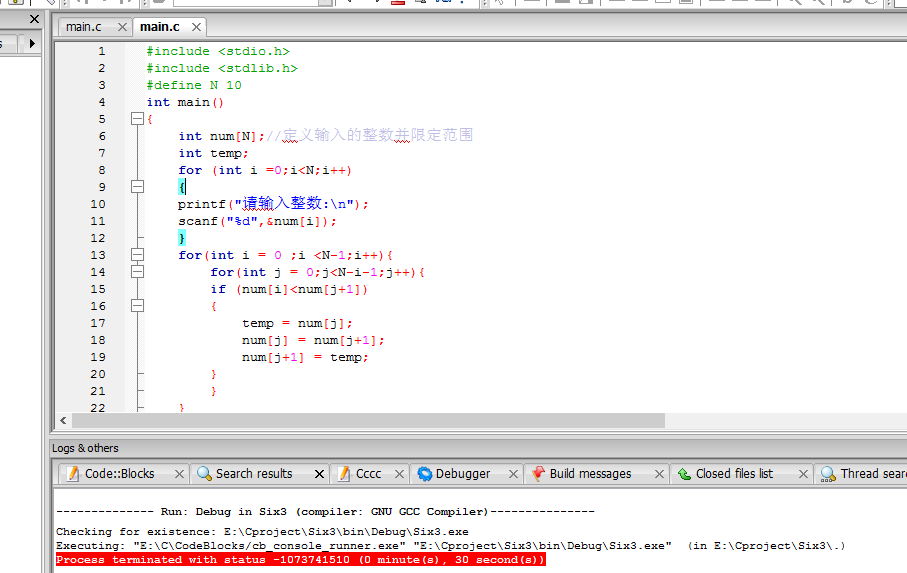 main.c × main.c ×
1 #include <stdio.h>
2 #include <stdlib.h>
3 #define N 10
4 int main()
5 {
6 int num[N];//定义输入的整数并限定范围
7 int temp;
8 for (int i =0;i<N;i++)
9 {
10 printf("请输入整数:\n");
11 scanf("%d",&num[i]);
12 }
13 for(int i = 0 ;i <N-1;i++){
14 for(int j = 0;j<N-i-1;j++){
15 if (num[i]<num[j+1])
16 {
17 temp = num[j];
18 num[j] = num[j+1];
19 num[j+1] = temp;
20 }
21 }
22 }
Logs & others
Code::Blocks × Search results × Cccc × Debugger × Build messages × Closed files list × Thread sear
-------------- Run: Debug in Six3 (compiler: GNU GCC Compiler)---------------
Checking for existence: E:\Cproject\Six3\bin\Debug\Six3.exe
Executing: "E:\C\CodeBlocks/cb_console_runner.exe" "E:\Cproject\Six3\bin\Debug\Six3.exe"  (in E:\Cproject\Six3\.)
Process terminated with status -1073741510 (0 minute(s), 30 second(s))